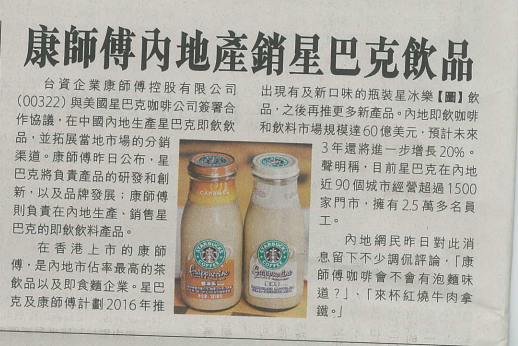 康師傅內地產銷星巴克飲品
台資企業康師傅控股有限公司
(00322)與美國星巴克咖啡公司簽署合
作協議，在中國內地生產星巴克即飲飲
品，並拓展當地市場的分銷
渠道。康師傅昨日公布，星
巴克將負責產品的研發和創
新，以及品牌發展；康師傅
則負責在內地生產、銷售星
巴克的即飲飲料產品。
在香港上市的康師
傅，是內地市佔率最高的茶
飲品以及即食麵企業。星巴
克及康師傅計劃2016年推
出現有及新口味的瓶裝星冰樂【圖】飲
品，之後再推更多新產品。內地即飲咖啡
和飲料市場規模達60億美元，預計未來
3年還將進一步增長20%。
聲明稱，目前星巴克在內地
近90個城市經營超過1500
家門市，擁有2.5萬多名員
工。
內地網民昨日對此消
息留下不少調侃評論，「康
師傅咖啡會不會有泡麵味
道？」、「來杯紅燒牛肉拿
鐵。」
CARAMEL
STARBUCKS
COFFEE
Frappuccino
STARBUCKS
COFFEE
Frappuccino